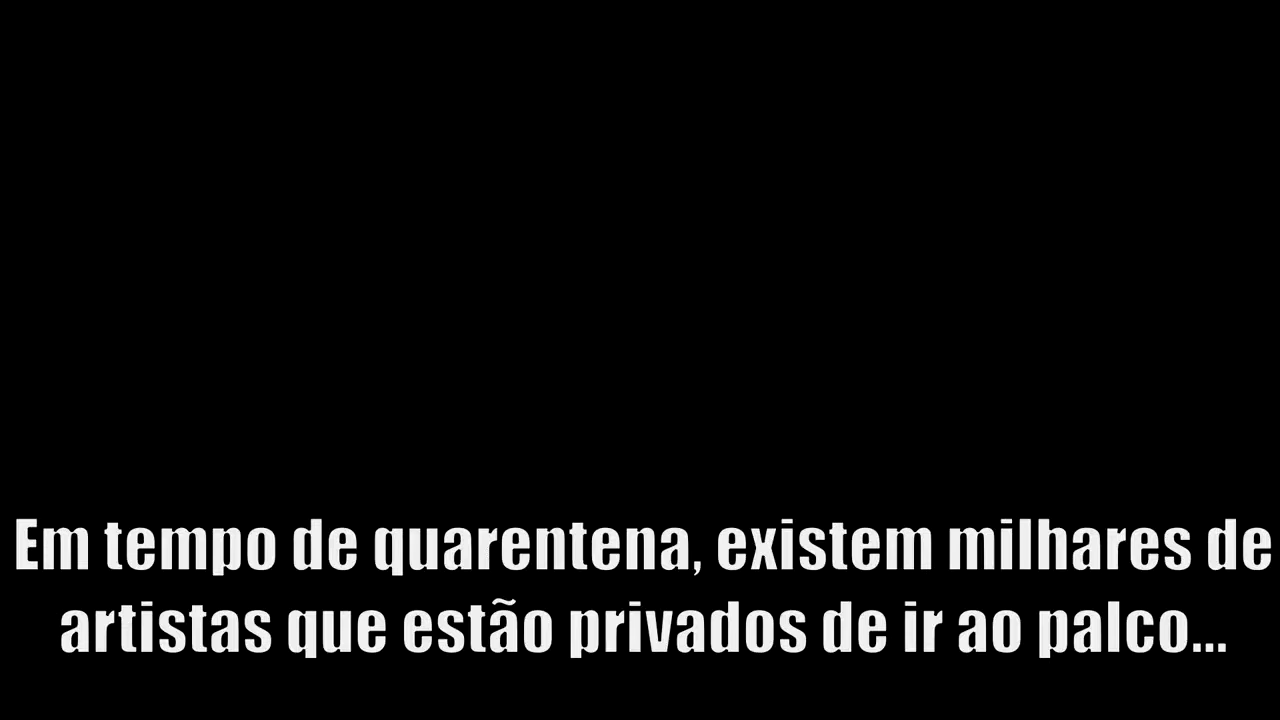 Em tempo de quarentena, existem milhares de
artistas que estão privados de ir ao palco...